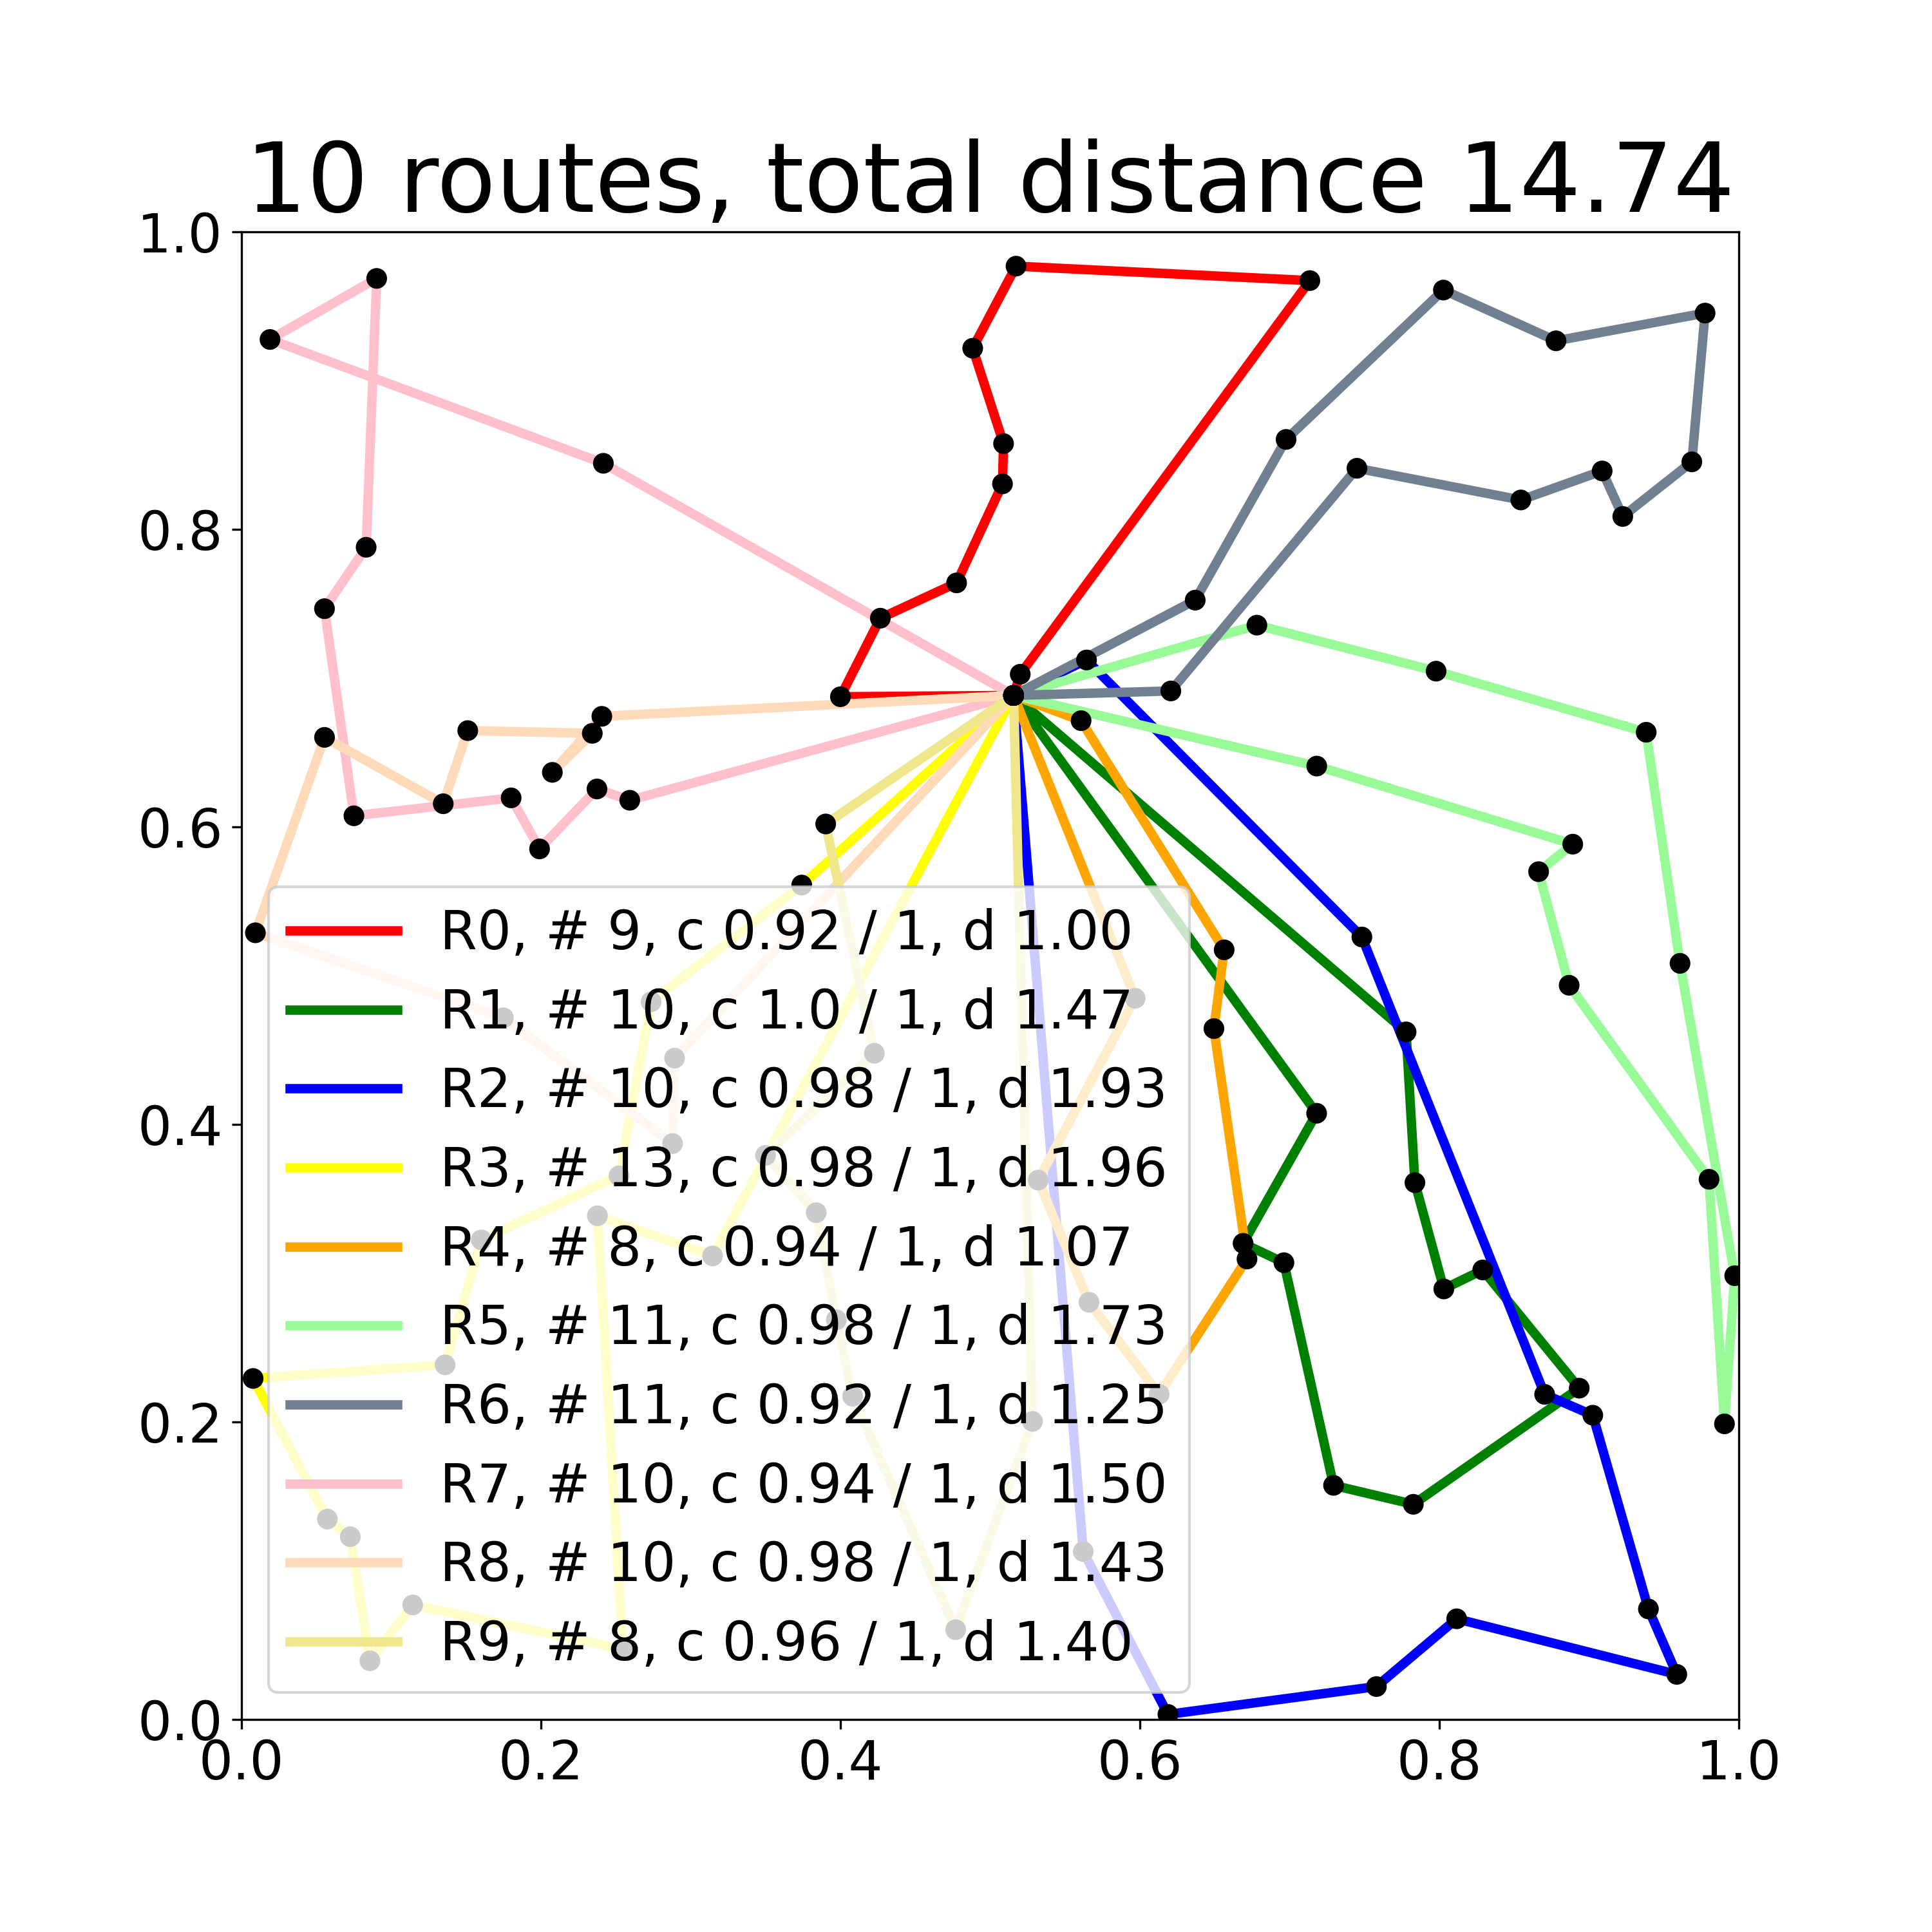 10 routes, total distance 14.74
1.0
0.8
0.6
0.4
0.2
0.0
R0, # 9, c 0.92 / 1, d 1.00
R1, # 10, c 1.0 / 1, d 1.47
R2, # 10, c 0.98 / 1, d 1.93
R3, # 13, c 0.98 / 1, d 1.96
R4, # 8, c 0.94 / 1, d 1.07
R5, # 11, c 0.98 / 1, d 1.73
R6, # 11, c 0.92 / 1, d 1.25
R7, # 10, c 0.94 / 1, d 1.50
R8, # 10, c 0.98 / 1, d 1.43
R9, # 8, c 0.96 / 1, d 1.40
0.0 0.2 0.4 0.6 0.8 1.0